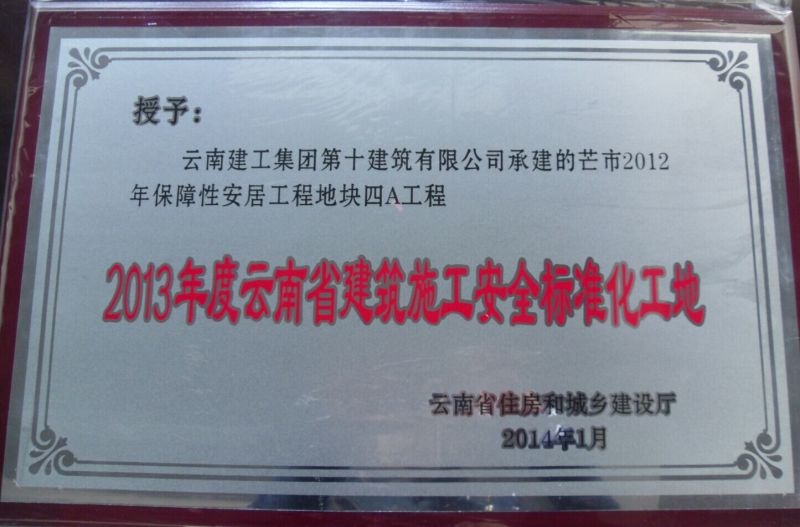 授予：
云南建工集团第十建筑有限公司承建的芒市2012
年保障性安居工程地块四A工程
2013年度云南省建筑施工安全标准化工地
云南省住房和城乡建设厅
2014年1月